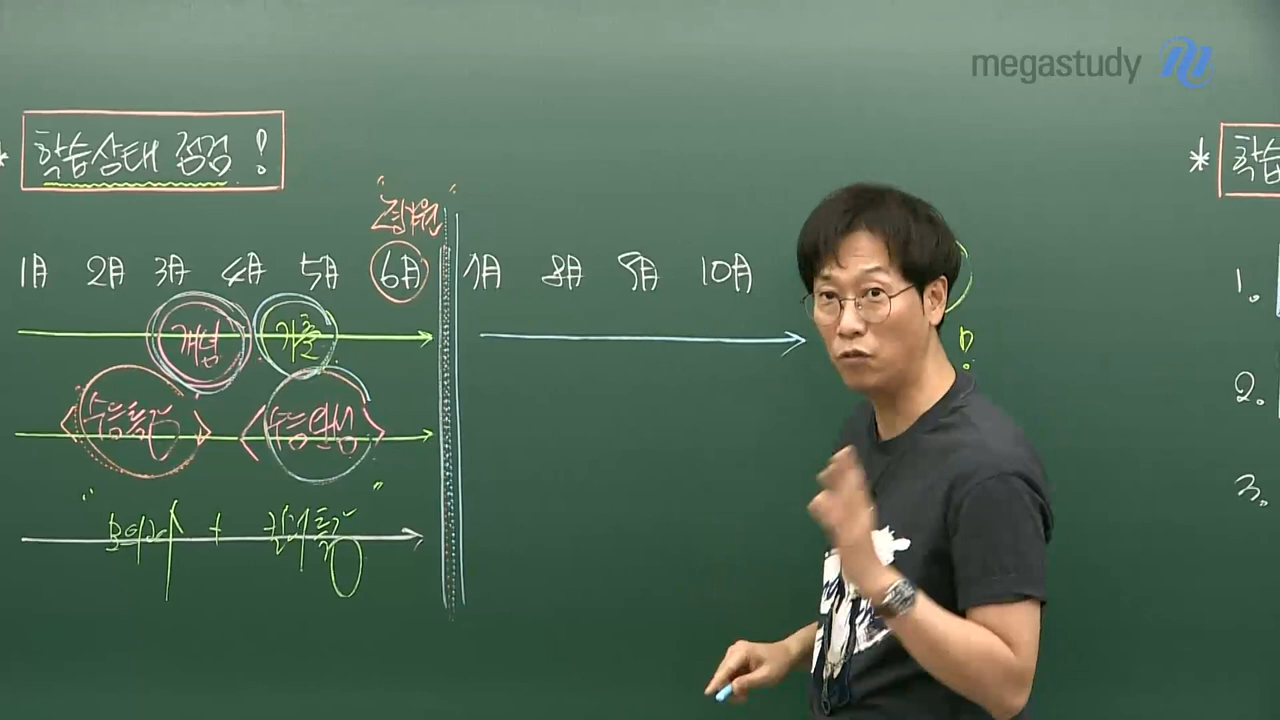 megastudy
* 학습상태 점검 !
* 학습
"평가원"
1月 2月 3月 4月 5月 6月 7月 8月 9月 10月
개념 기출
<수능특강> <수능완성>
" + "
1.
2.
3.